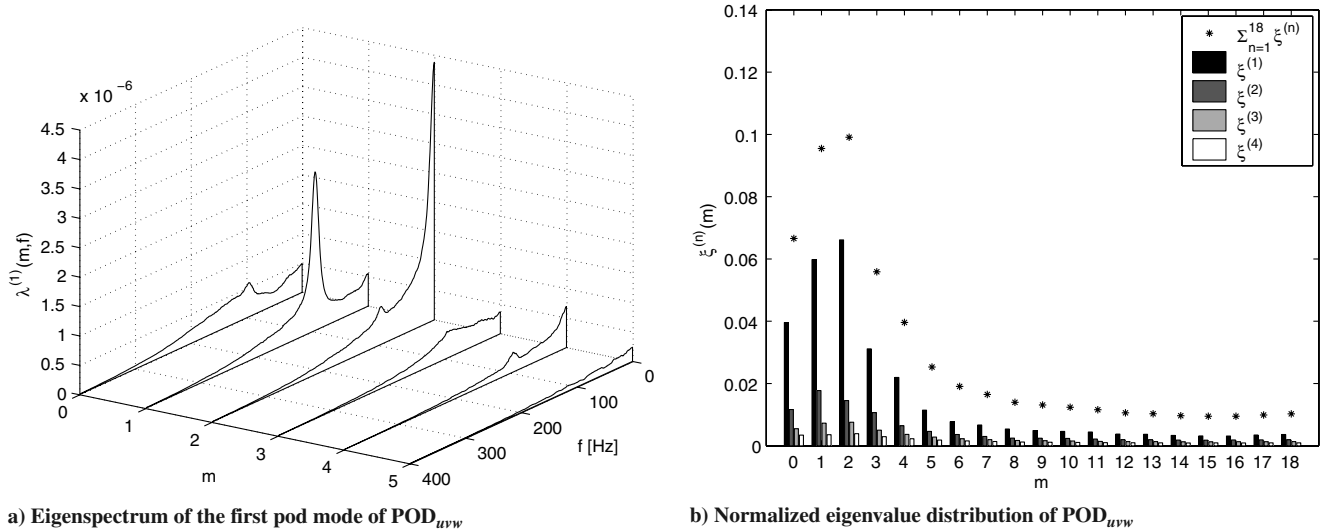 x 10⁻⁶
4.5
4
3.5
3
2.5
2
1.5
1
0.5
0
λ⁽¹⁾(m,f)
0
1
2
3
4
5
m
400
300
200
100
0
f [Hz]
a) Eigenspectrum of the first pod mode of POD_uvw
0.14
0.12
0.1
0.08
0.06
0.04
0.02
0
ξ⁽ⁿ⁾(m)
Σ¹⁸ₙ₌₁ ξ⁽ⁿ⁾
ξ⁽¹⁾
ξ⁽²⁾
ξ⁽³⁾
ξ⁽⁴⁾
0 1 2 3 4 5 6 7 8 9 10 11 12 13 14 15 16 17 18
m
b) Normalized eigenvalue distribution of POD_uvw